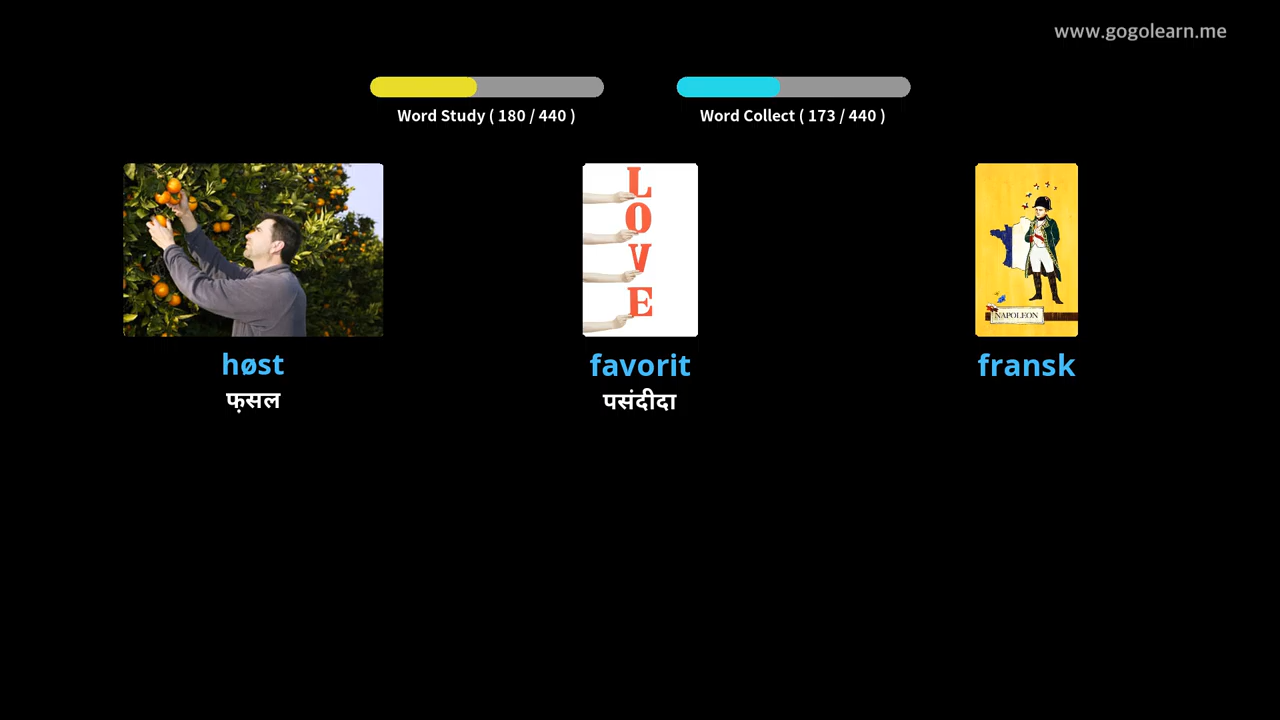 www.gogolearn.me
Word Study ( 180 / 440 )
Word Collect ( 173 / 440 )
L
O
V
E
NAPOLEON
høst
favorit
fransk
फ़सल
पसंदीदा